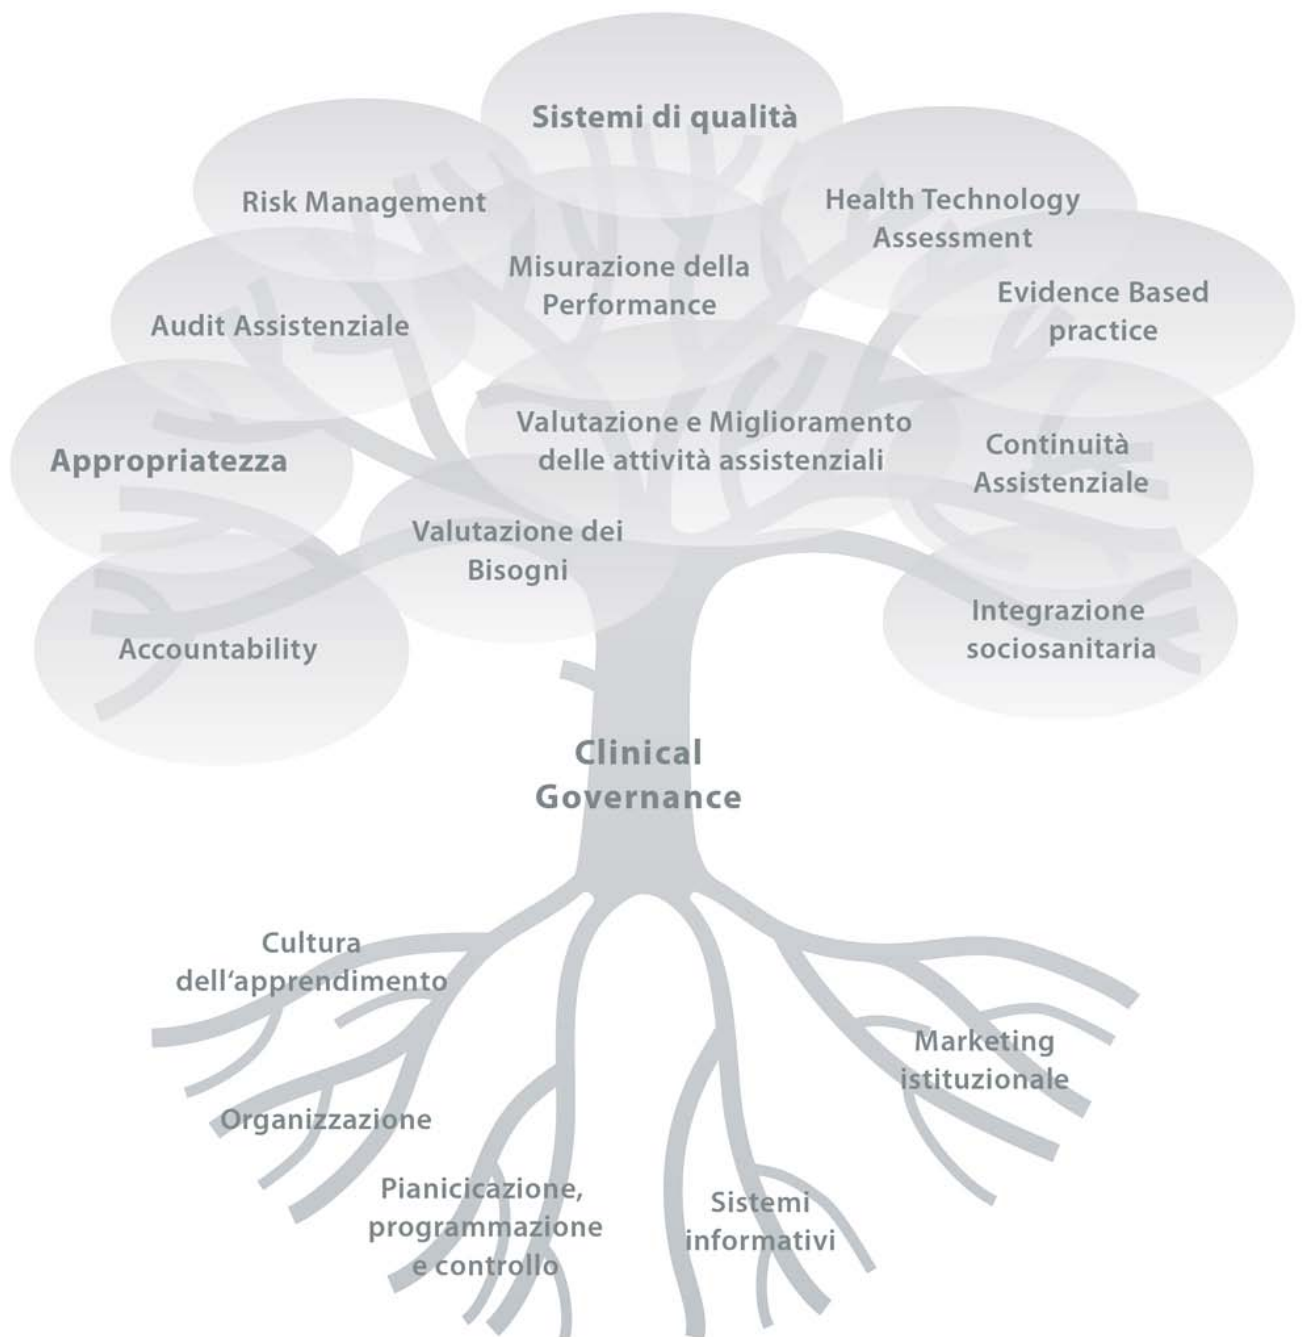 Sistemi di qualità
Risk Management
Health Technology
Assessment
Misurazione della
Performance
Evidence Based
practice
Audit Assistenziale
Valutazione e Miglioramento
delle attività assistenziali
Continuità
Assistenziale
Appropriatezza
Valutazione dei
Bisogni
Integrazione
sociosanitaria
Accountability
Clinical
Governance
Cultura
dell‘apprendimento
Marketing
istituzionale
Organizzazione
Pianicicazione,
programmazione
e controllo
Sistemi
informativi